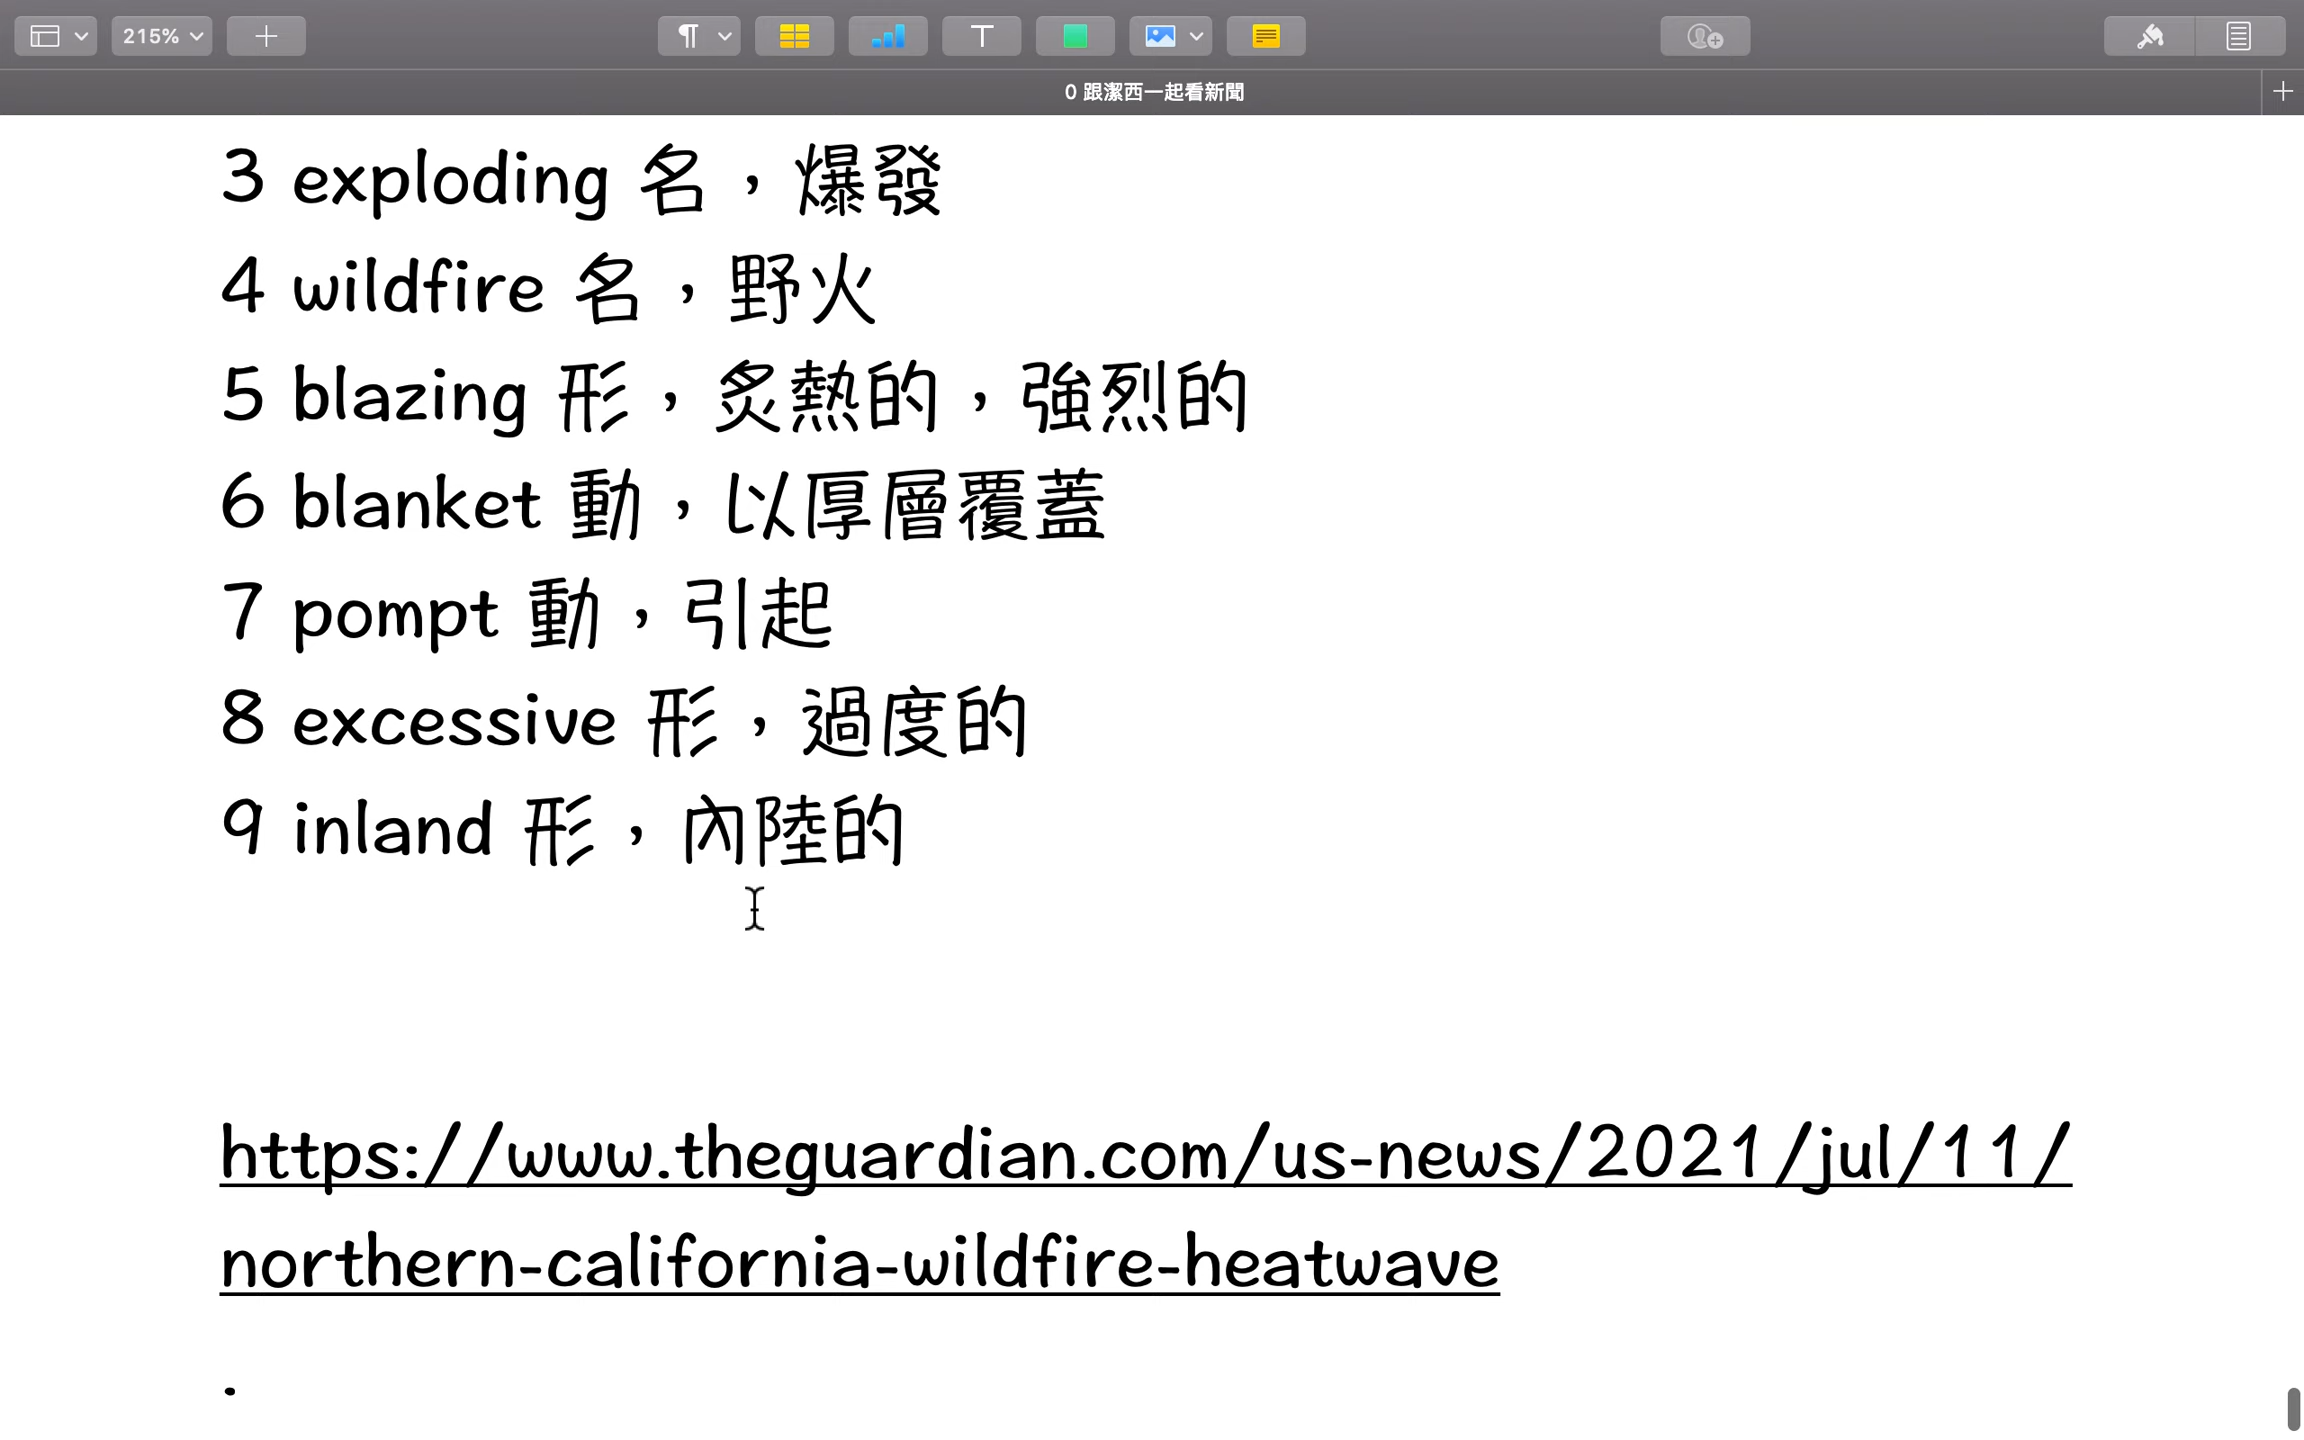 215%
0 跟潔西一起看新聞
3 exploding 名，爆發
4 wildfire 名，野火
5 blazing 形，炙熱的，強烈的
6 blanket 動，以厚層覆蓋
7 pompt 動，引起
8 excessive 形，過度的
9 inland 形，內陸的
https://www.theguardian.com/us-news/2021/jul/11/
northern-california-wildfire-heatwave
.